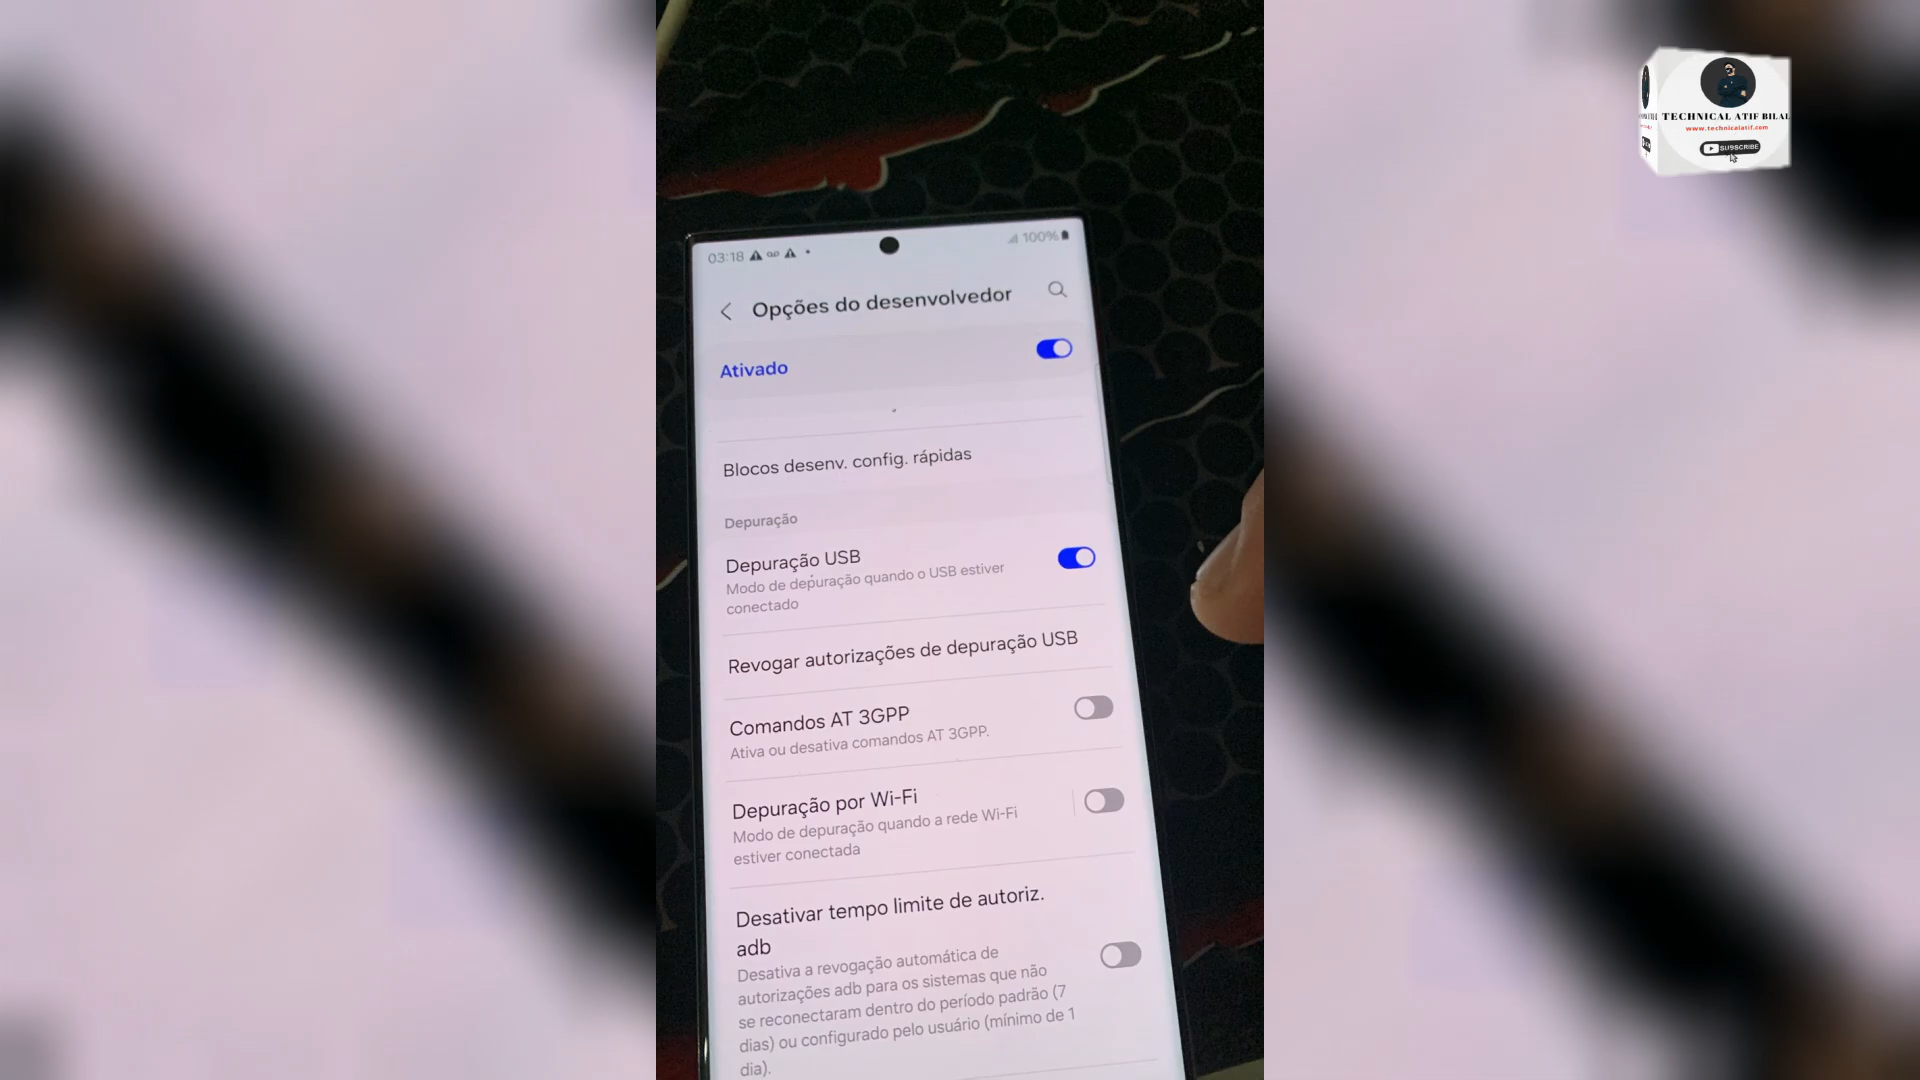 TECHNICAL ATIF BILAL
www.technicalatif.com
SUBSCRIBE
03:18
100%
Opções do desenvolvedor
Ativado
Blocos desenv. config. rápidas
Depuração
Depuração USB
Modo de depuração quando o USB estiver
conectado
Revogar autorizações de depuração USB
Comandos AT 3GPP
Ativa ou desativa comandos AT 3GPP.
Depuração por Wi-Fi
Modo de depuração quando a rede Wi-Fi
estiver conectada
Desativar tempo limite de autoriz.
adb
Desativa a revogação automática de
autorizações adb para os sistemas que não
se reconectaram dentro do período padrão (7
dias) ou configurado pelo usuário (mínimo de 1
dia).